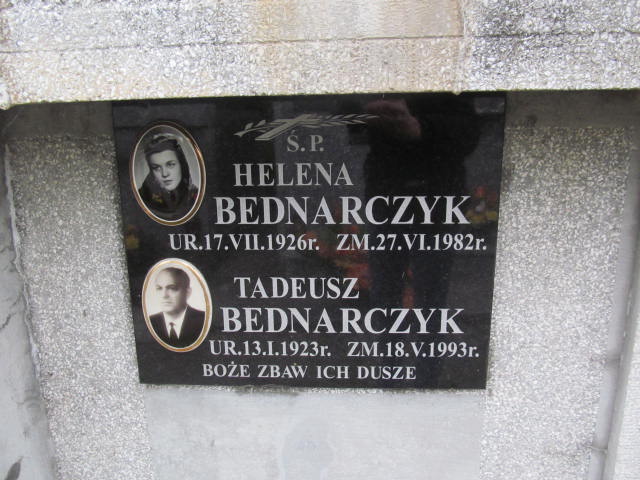 Ś.P.
HELENA
BEDNARCZYK
UR.17.VII.1926r. ZM.27.VI.1982r.
TADEUSZ
BEDNARCZYK
UR.13.I.1923r. ZM.18.V.1993r.
BOŻE ZBAW ICH DUSZE